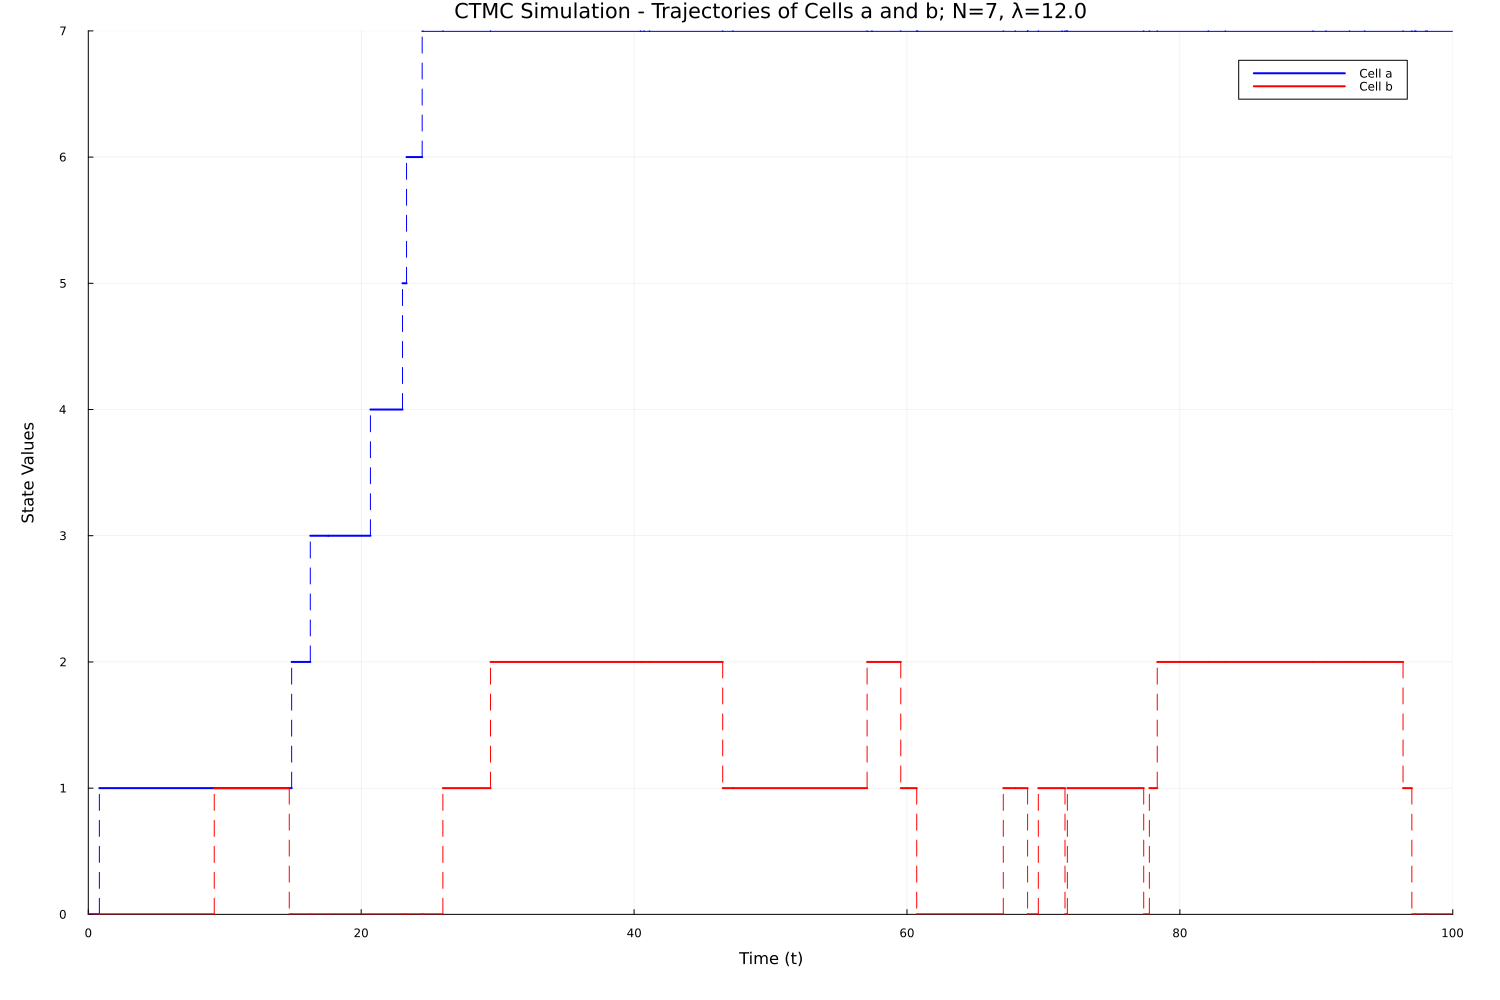 CTMC Simulation - Trajectories of Cells a and b; N=7, λ=12.0
7
Cell a
Cell b
6
5
4
State Values
3
2
1
0
0 20 40 60 80 100
Time (t)